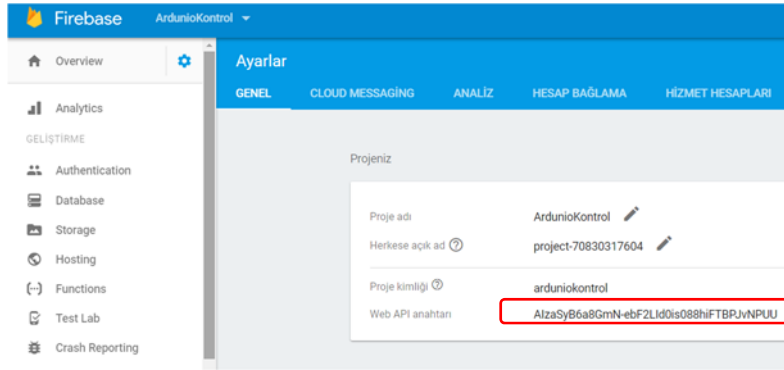 Firebase ArdunioKontrol
Overview
Analytics
GELİŞTİRME
Authentication
Database
Storage
Hosting
Functions
Test Lab
Crash Reporting
Ayarlar
GENEL CLOUD MESSAGİNG ANALİZ HESAP BAĞLAMA HİZMET HESAPLARI
Projeniz
Proje adı ArdunioKontrol
Herkese açık ad project-70830317604
Proje kimliği arduniokontrol
Web API anahtarı AIzaSyB6a8GmN-ebF2LId0is088hiFTBPJvNPUU